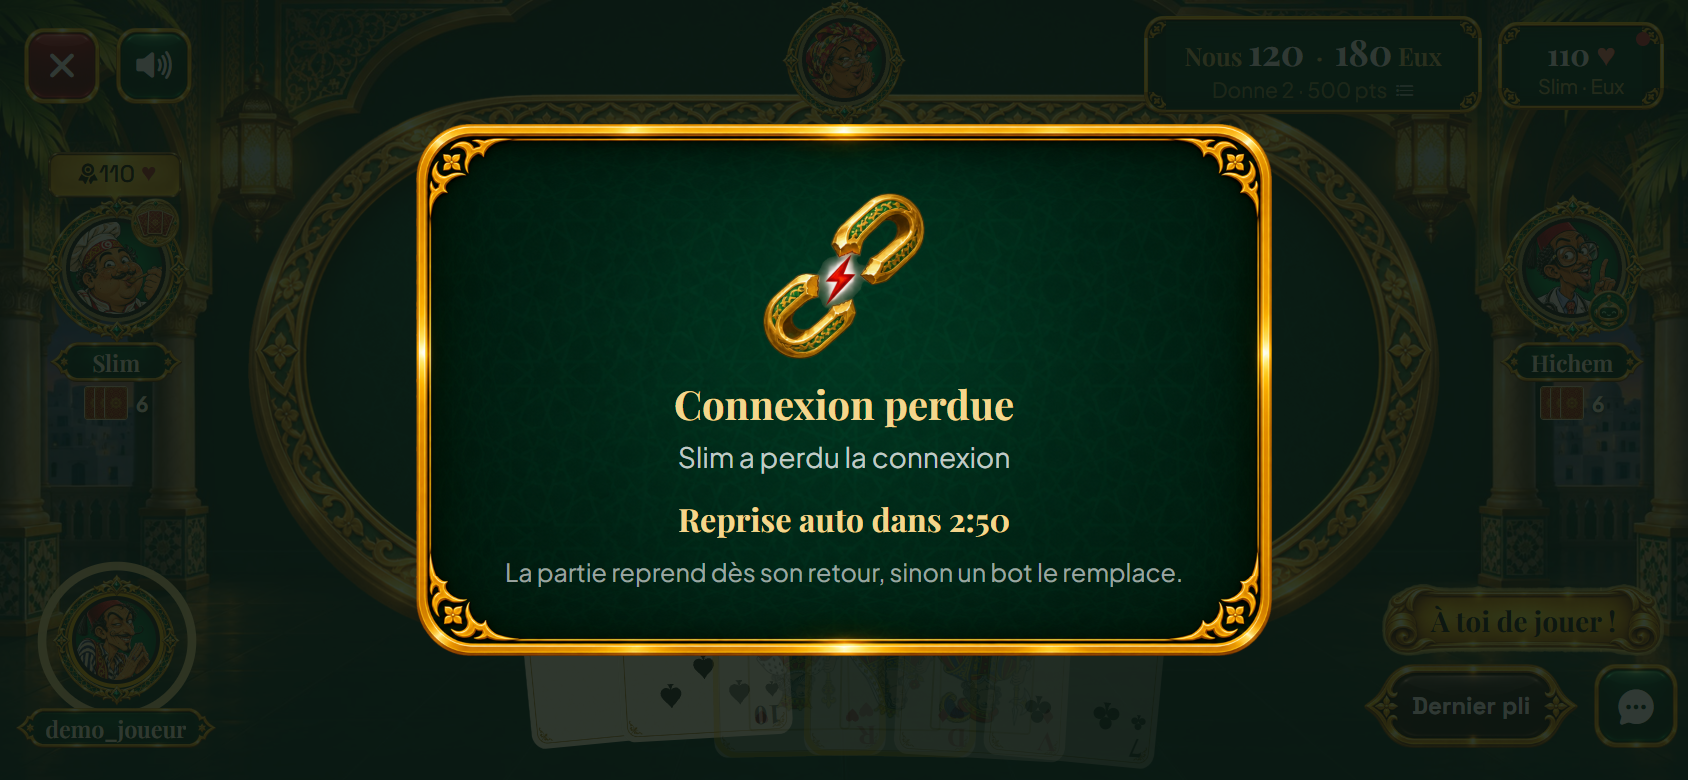 Nous 120 · 180 Eux
Donne 2 · 500 pts
110 ♥
Slim · Eux
110 ♥
Slim
6
Hichem
6
Connexion perdue
Slim a perdu la connexion
Reprise auto dans 2:50
La partie reprend dès son retour, sinon un bot le remplace.
À toi de jouer !
Dernier pli
demo_joueur
10
R
D
V
7